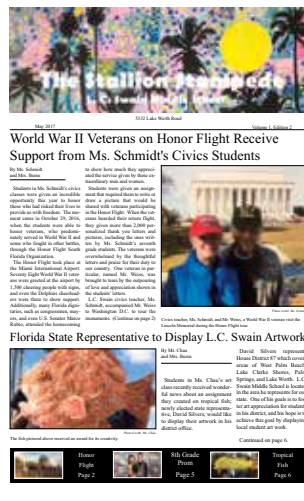 The Stallion Stampede
L.C. Swain Middle School
5332 Lake Worth Road
May 2017
Volume 1, Edition 2
World War II Veterans on Honor Flight Receive
Support from Ms. Schmidt's Civics Students
By Ms. Schmidt
and Mrs. Burns
Students in Ms. Schmidt's civics
classes were given an incredible
opportunity this year to honor
those who had risked their lives to
provide us with freedom. The mo-
ment came in October 29, 2016,
when the students were able to
honor veterans, who predomi-
nately served in World War II and
some who fought in other battles,
through the Honor Flight South
Florida Organization.
The Honor Flight took place at
the Miami International Airport.
Seventy Eight World War II veter-
ans were greeted at the airport by
1,500 cheering people with signs,
and even the Dolphins cheerlead-
ers were there to show support.
Additionally, many Florida digni-
taries, such as congressmen, may-
ors, and even U.S. Senator Marco
Rubio, attended the homecoming
to show how much they appreci-
ated the service given by these ex-
traordinary men and women.
Students were given an assign-
ment that required them to write or
draw a picture that would be
shared with veterans participating
in the Honor Flight. When the vet-
erans boarded their return flight,
they given more than 2,000 per-
sonalized thank you letters and
pictures, including the ones writ-
ten by Ms. Schmidt's seventh
grade students. The veterans were
overwhelmed by the thoughtful
letters and praise for their duty to
our country. One veteran in par-
ticular, named Mr. Weiss, was
brought to tears by the outpouring
of love and appreciation shown in
the students' letters.
L.C. Swain civics teacher, Ms.
Schmidt, accompanied Mr. Weiss
to Washington D.C. to tour the
monuments. (Continue on page 2)
Civics teacher, Ms. Schmidt, and Mr. Weiss, a World War II veteran visit the
Lincoln Memorial during the Honor Flight tour.
Florida State Representative to Display L.C. Swain Artwork
By Ms. Chau
and Mrs. Burns
Students in Ms. Chau's art
class recently received wonder-
ful news about an assignment
they created on tropical fish;
newly elected state representa-
tive, David Silvers, would like
to display their artwork in his
district office.
David Silvers represents
House District 87 which covers
areas of West Palm Beach,
Lake Clarke Shores, Palm
Springs, and Lake Worth. L.C.
Swain Middle School is located
in the area he represents for our
state. One of his goals is to fos-
ter art appreciation for students
in his district, and his hope is to
achieve this goal by displaying
local student art work.
Continued on page 6.
Photo Credit: Ms. Chau
The fish pictured above received an award for its creativity.
Honor
Flight
Page 2
8th Grade
Prom
Page 5
Tropical
Fish
Page 6